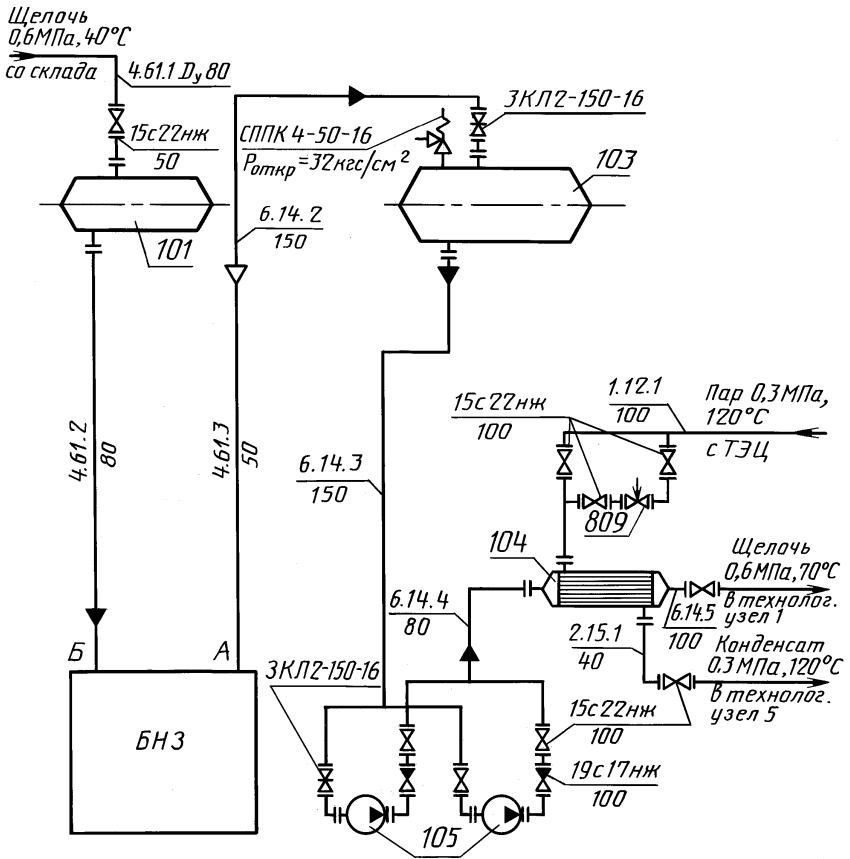 Щелочь
0,6МПа, 40°С
со склада
4.61.1 Dу 80
15с22нж
50
101
СППК 4-50-16
Pоткр=32кгс/см²
3КЛ2-150-16
103
6.14.2
150
4.61.2
80
4.61.3
50
6.14.3
150
15с22нж
100
1.12.1
100
Пар 0,3МПа,
120°С
с ТЭЦ
809
104
Щелочь
0,6МПа, 70°С
в технолог.
узел 1
6.14.5
100
6.14.4
80
2.15.1
40
Конденсат
0.3МПа, 120°С
в технолог.
узел 5
Б
А
БНЗ
3КЛ2-150-16
15с22нж
100
19с17нж
100
105